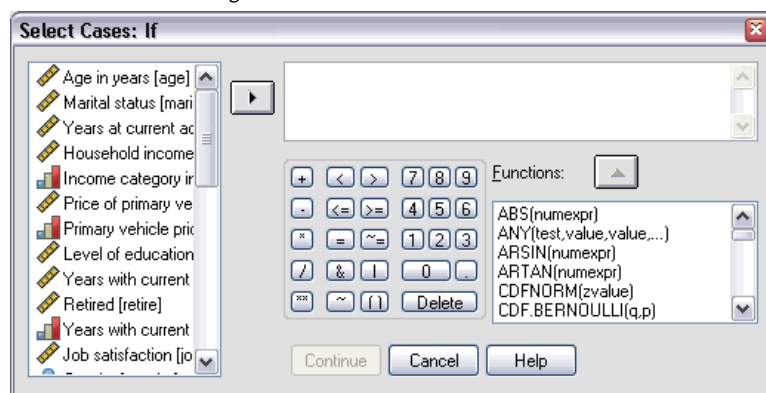 Select Cases: If
Age in years [age]
Marital status [mari
Years at current ad
Household income
Income category ir
Price of primary ve
Primary vehicle pric
Level of education
Years with current
Retired [retire]
Years with current
Job satisfaction [jo
+ < > 7 8 9
- <= >= 4 5 6
* = ~= 1 2 3
/ & | 0 .
** ~ ( ) Delete
Functions:
ABS(numexpr)
ANY(test,value,value,...)
ARSIN(numexpr)
ARTAN(numexpr)
CDFNORM(zvalue)
CDF.BERNOULLI(q,p)
Continue Cancel Help